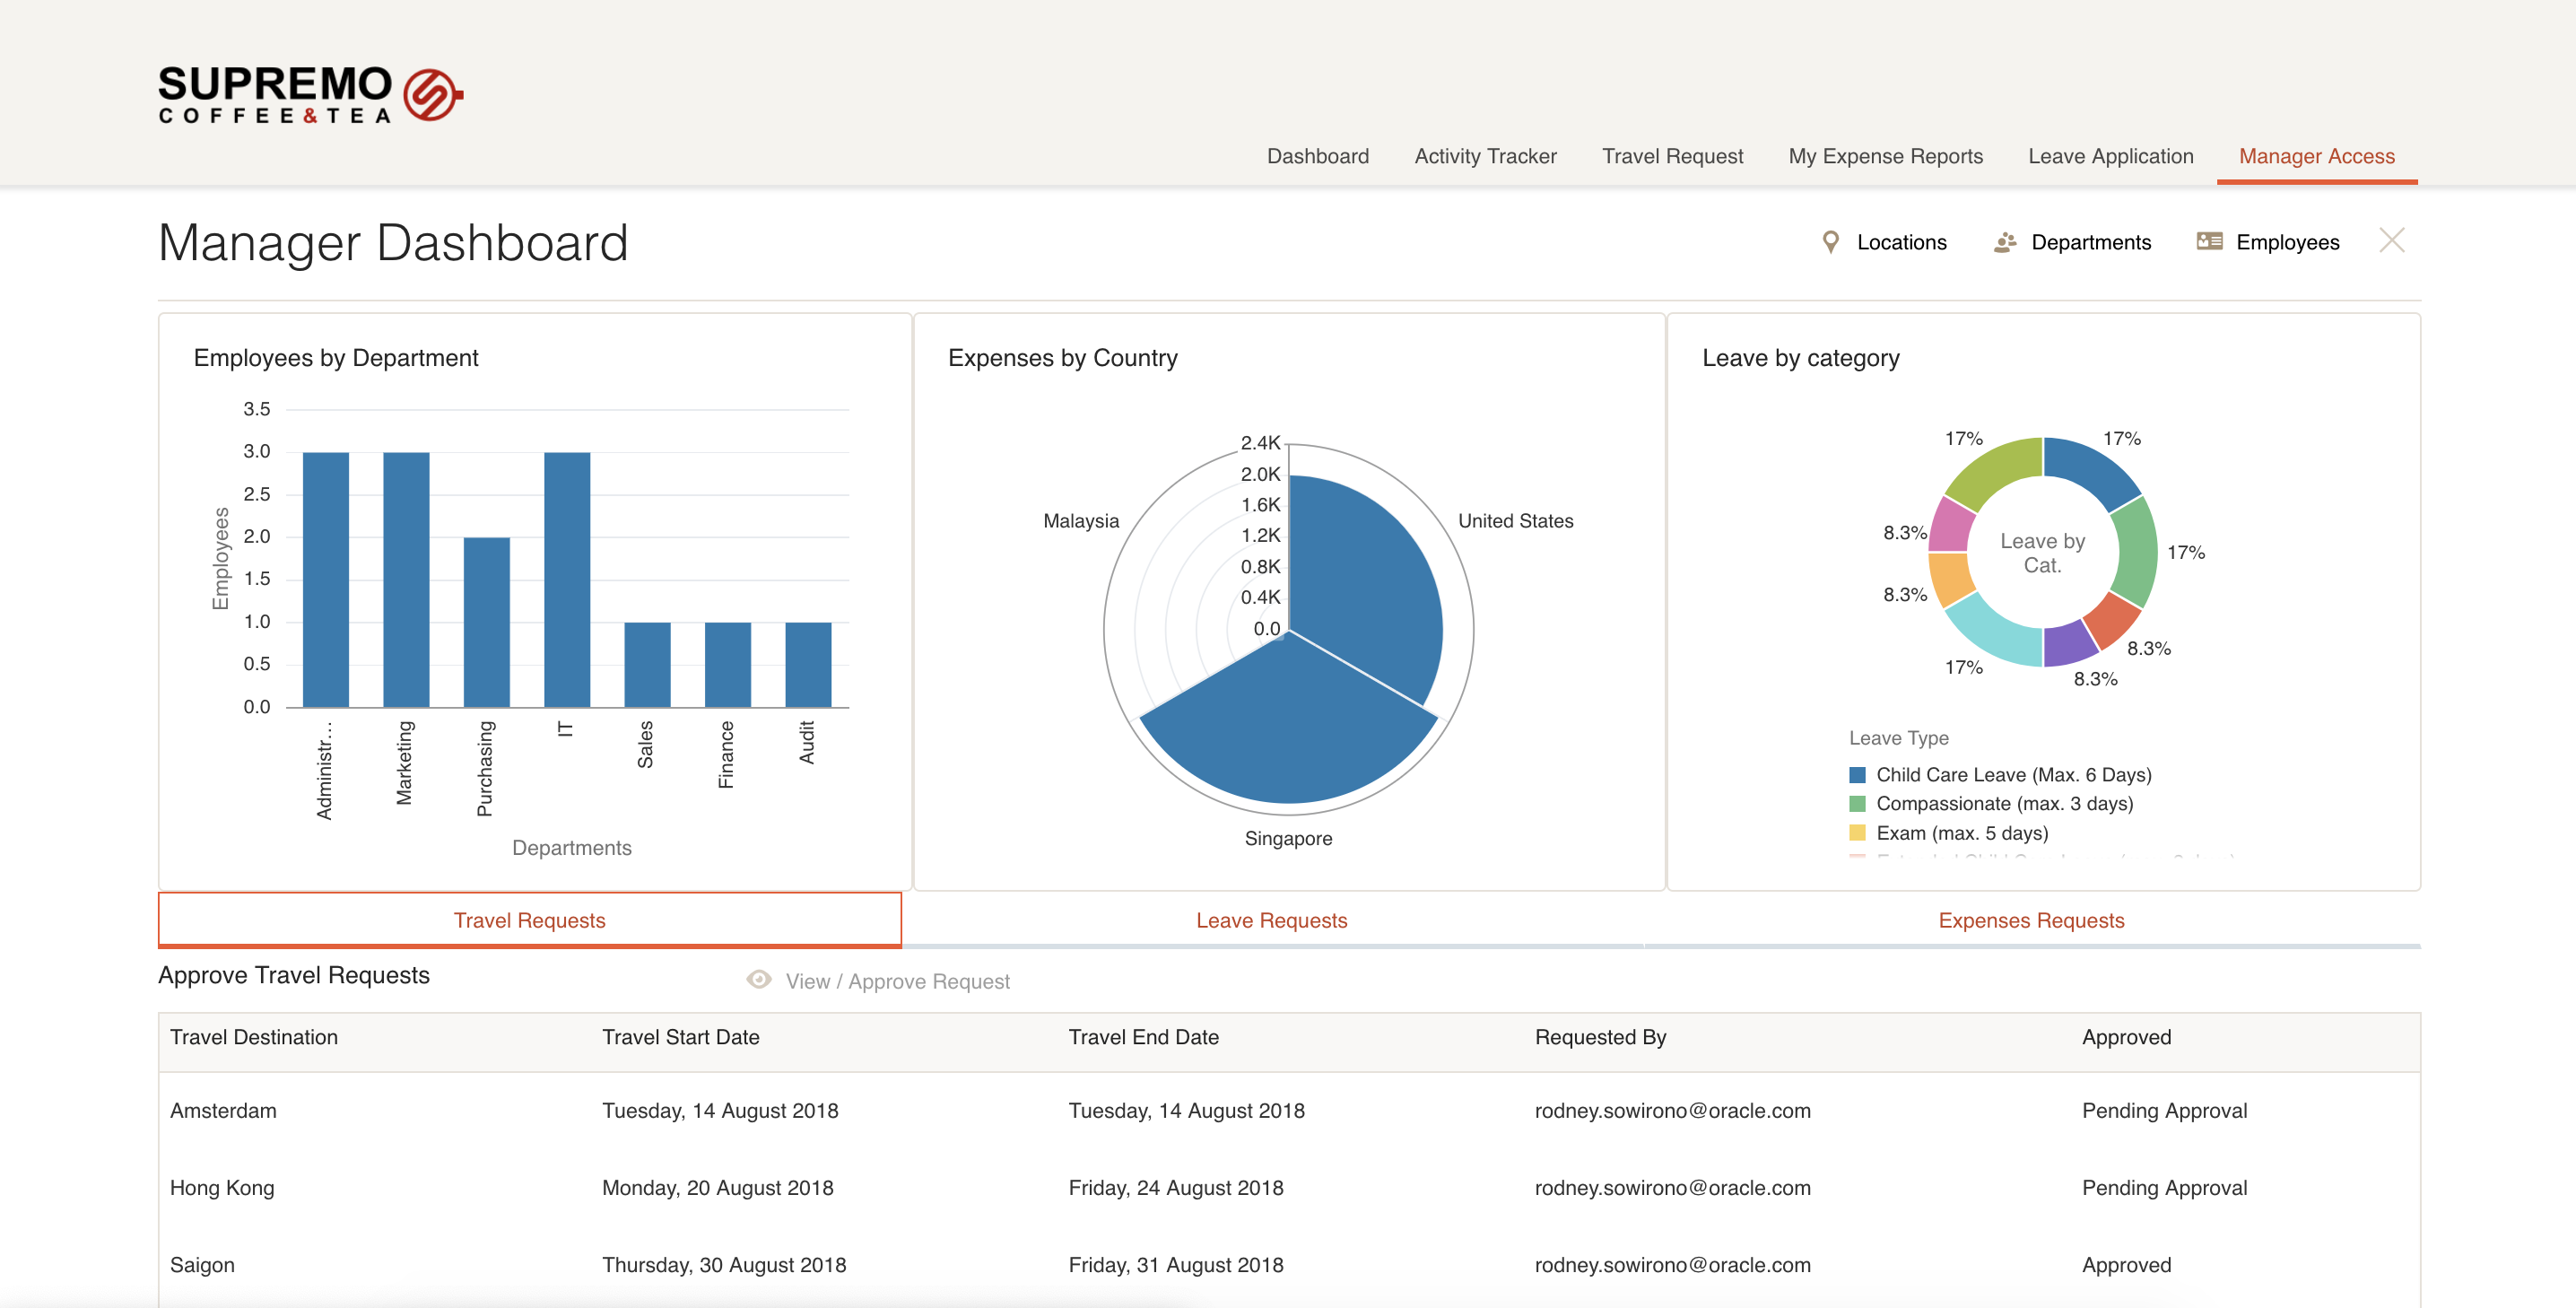 SUPREMO
COFFEE&TEA
Dashboard
Activity Tracker
Travel Request
My Expense Reports
Leave Application
Manager Access
Manager Dashboard
Locations
Departments
Employees
Employees by Department
3.5
3.0
2.5
2.0
1.5
1.0
0.5
0.0
Employees
Administr...
Marketing
Purchasing
IT
Sales
Finance
Audit
Departments
Expenses by Country
2.4K
2.0K
1.6K
1.2K
0.8K
0.4K
0.0
Malaysia
United States
Singapore
Leave by category
17%
17%
8.3%
17%
8.3%
8.3%
17%
8.3%
Leave by
Cat.
Leave Type
Child Care Leave (Max. 6 Days)
Compassionate (max. 3 days)
Exam (max. 5 days)
Travel Requests
Leave Requests
Expenses Requests
Approve Travel Requests
View / Approve Request
Travel Destination Travel Start Date Travel End Date Requested By Approved
Amsterdam Tuesday, 14 August 2018 Tuesday, 14 August 2018 rodney.sowirono@oracle.com Pending Approval
Hong Kong Monday, 20 August 2018 Friday, 24 August 2018 rodney.sowirono@oracle.com Pending Approval
Saigon Thursday, 30 August 2018 Friday, 31 August 2018 rodney.sowirono@oracle.com Approved